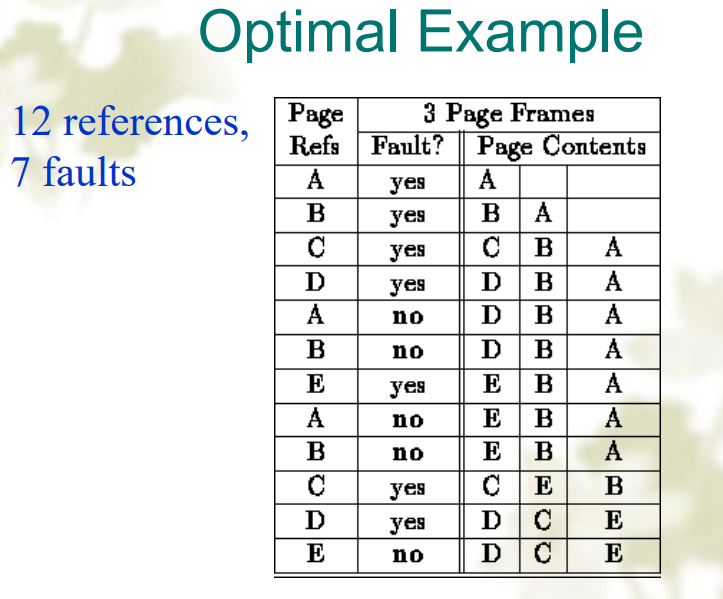 Optimal Example
12 references,
7 faults
Page Refs 3 Page Frames
Fault? Page Contents
A yes A
B yes B A
C yes C B A
D yes D B A
A no D B A
B no D B A
E yes E B A
A no E B A
B no E B A
C yes C E B
D yes D C E
E no D C E